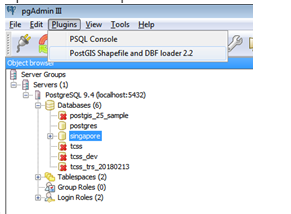 pgAdmin III
File Edit Plugins View Tools Help
PSQL Console
PostGIS Shapefile and DBF loader 2.2
Object browser
Server Groups
Servers (1)
PostgreSQL 9.4 (localhost:5432)
Databases (6)
postgis_25_sample
postgres
singapore
tcss
tcss_dev
tcss_trs_20180213
Tablespaces (2)
Group Roles (0)
Login Roles (2)